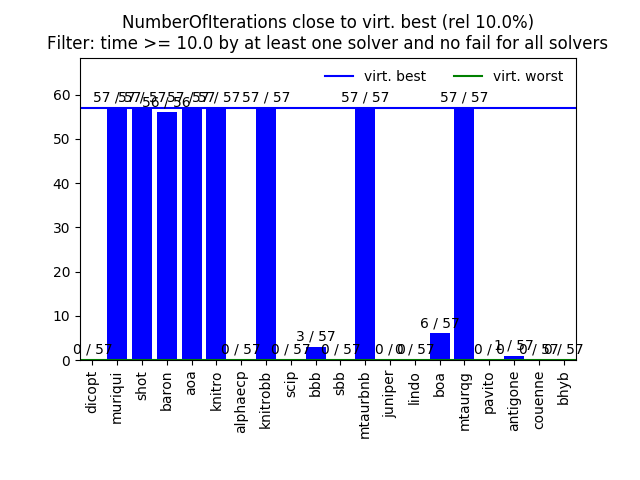 NumberOfIterations close to virt. best (rel 10.0%)
Filter: time >= 10.0 by at least one solver and no fail for all solvers
virt. best
virt. worst
60
50
40
30
20
10
0
0 / 57
57 / 57
57 / 57
56 / 56
57 / 57
57 / 57
0 / 57
57 / 57
0 / 57
3 / 57
0 / 57
57 / 57
0 / 0
0 / 57
6 / 57
57 / 57
0 / 0
1 / 57
0 / 57
0 / 57
dicopt
muriqui
shot
baron
aoa
knitro
alphaecp
knitrobb
scip
bbb
sbb
mtaurbnb
juniper
lindo
boa
mtaurqg
pavito
antigone
couenne
bhyb